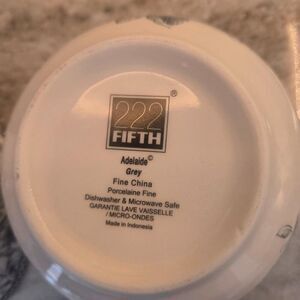 222 ®
FIFTH
Adelaide©
Grey
Fine China
Porcelaine Fine
Dishwasher & Microwave Safe
GARANTIE LAVE VAISSELLE
/ MICRO-ONDES
Made in Indonesia